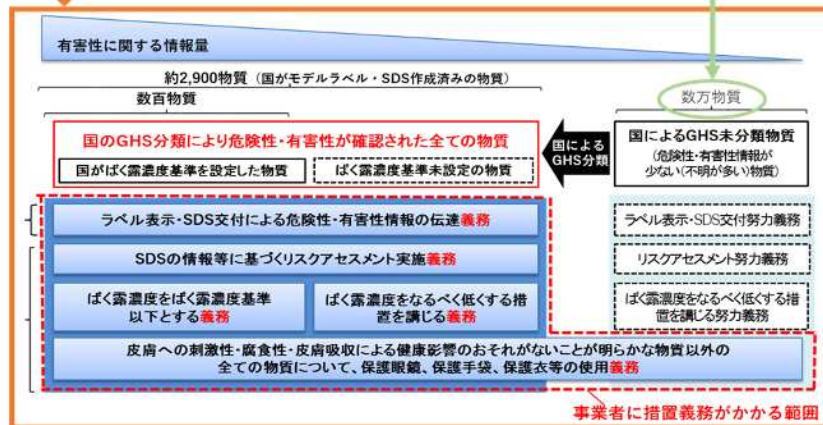 有害性に関する情報量
約2,900物質（国がモデルラベル・SDS作成済みの物質）
数百物質
数万物質
国のGHS分類により危険性・有害性が確認された全ての物質
国がばく露濃度基準を設定した物質
ばく露濃度基準未設定の物質
国による
GHS分類
国によるGHS未分類物質
（危険性・有害性情報が
少ない（不明が多い）物質）
ラベル表示・SDS交付による危険性・有害性情報の伝達義務
ラベル表示・SDS交付努力義務
SDSの情報等に基づくリスクアセスメント実施義務
リスクアセスメント努力義務
ばく露濃度をばく露濃度基準
以下とする義務
ばく露濃度をなるべく低くする措
置を講じる義務
ばく露濃度をなるべく低くする措
置を講じる努力義務
皮膚への刺激性・腐食性・皮膚吸収による健康影響のおそれがないことが明らかな物質以外の
全ての物質について、保護眼鏡、保護手袋、保護衣等の使用義務
事業者に措置義務がかかる範囲